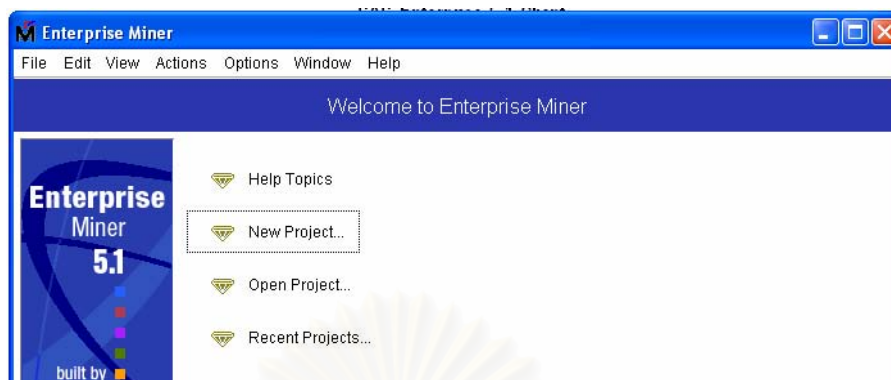 Enterprise Miner
File Edit View Actions Options Window Help
Welcome to Enterprise Miner
Enterprise
Miner
5.1
built by
Help Topics
New Project...
Open Project...
Recent Projects...